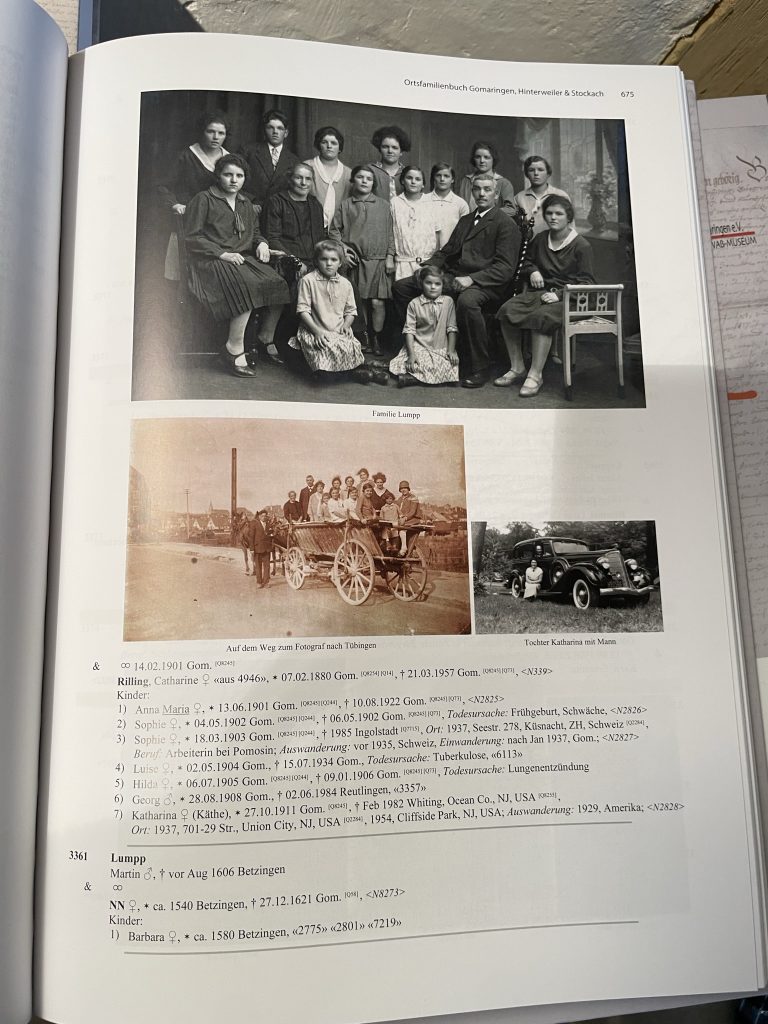 Ortsfamilienbuch Gomaringen, Hinterweiler & Stockach 675
Familie Lumpp
Auf dem Weg zum Fotograf nach Tübingen
Tochter Katharina mit Mann
& ∞ 14.02.1901 Gom. [Q8245]
Rilling, Catharine ♀ «aus 4946», * 07.02.1880 Gom. [Q8254] [Q14], † 21.03.1957 Gom. [Q8245] [Q73], <N339>
Kinder:
1) Anna Maria ♀, * 13.06.1901 Gom. [Q8245] [Q244], † 10.08.1922 Gom. [Q8245] [Q73], <N2825>
2) Sophie ♀, * 04.05.1902 Gom. [Q8245] [Q244], † 06.05.1902 Gom. [Q8245] [Q73], Todesursache: Frühgeburt, Schwäche, <N2826>
3) Sophie ♀, * 18.03.1903 Gom. [Q8245] [Q244], † 1985 Ingolstadt [Q7715], Ort: 1937, Seestr. 278, Küsnacht, ZH, Schweiz [Q2264],
Beruf: Arbeiterin bei Pomosin; Auswanderung: vor 1935, Schweiz, Einwanderung: nach Jan 1937, Gom.; <N2827>
4) Luise ♀, * 02.05.1904 Gom., † 15.07.1934 Gom., Todesursache: Tuberkulose, «6113»
5) Hilda ♀, * 06.07.1905 Gom. [Q8245] [Q244], † 09.01.1906 Gom. [Q8245] [Q73], Todesursache: Lungenentzündung
6) Georg ♂, * 28.08.1908 Gom., † 02.06.1984 Reutlingen, «3357»
7) Katharina ♀ (Käthe), * 27.10.1911 Gom. [Q8245], † Feb 1982 Whiting, Ocean Co., NJ, USA [Q8255],
Ort: 1937, 701-29 Str., Union City, NJ, USA [Q2264], 1954, Cliffside Park, NJ, USA; Auswanderung: 1929, Amerika; <N2828>
3361 Lumpp
Martin ♂, † vor Aug 1606 Betzingen
& ∞
NN ♀, * ca. 1540 Betzingen, † 27.12.1621 Gom. [Q58], <N8273>
Kinder:
1) Barbara ♀, * ca. 1580 Betzingen, «2775» «2801» «7219»
ringen e.V.
VAB-MUSEUM